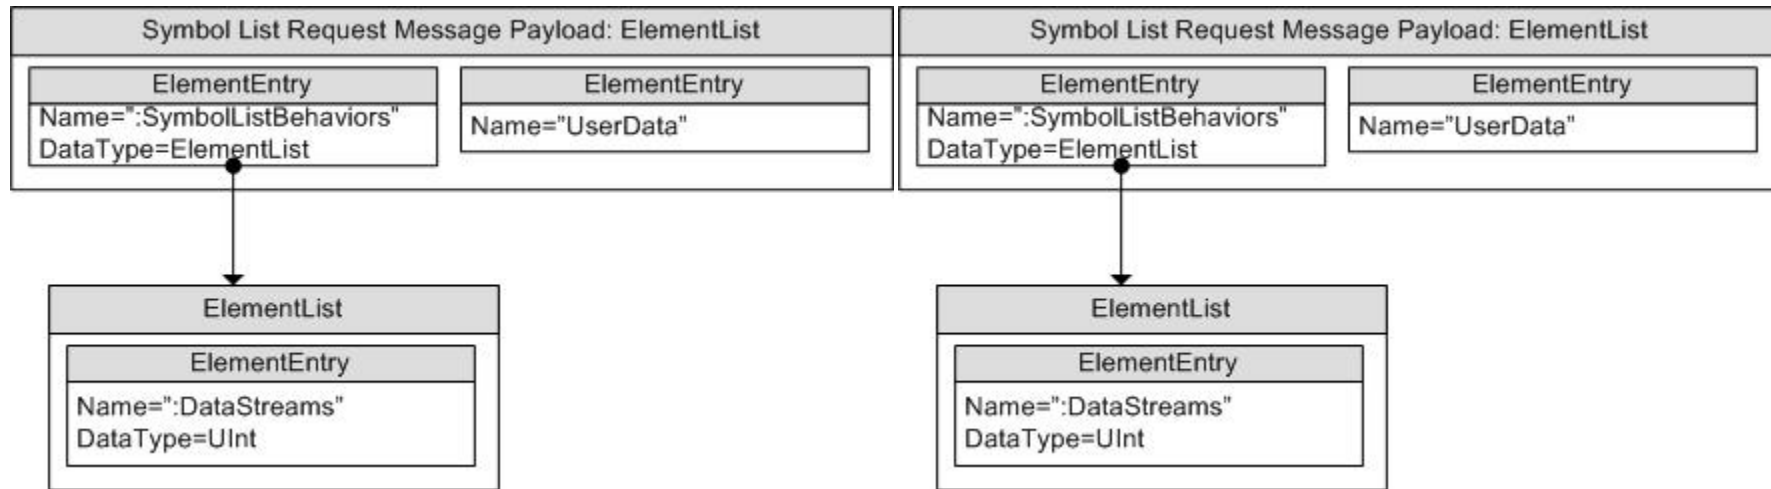 Symbol List Request Message Payload: ElementList
ElementEntry
Name=":SymbolListBehaviors"
DataType=ElementList
ElementEntry
Name="UserData"
ElementList
ElementEntry
Name=":DataStreams"
DataType=UInt
Symbol List Request Message Payload: ElementList
ElementEntry
Name=":SymbolListBehaviors"
DataType=ElementList
ElementEntry
Name="UserData"
ElementList
ElementEntry
Name=":DataStreams"
DataType=UInt